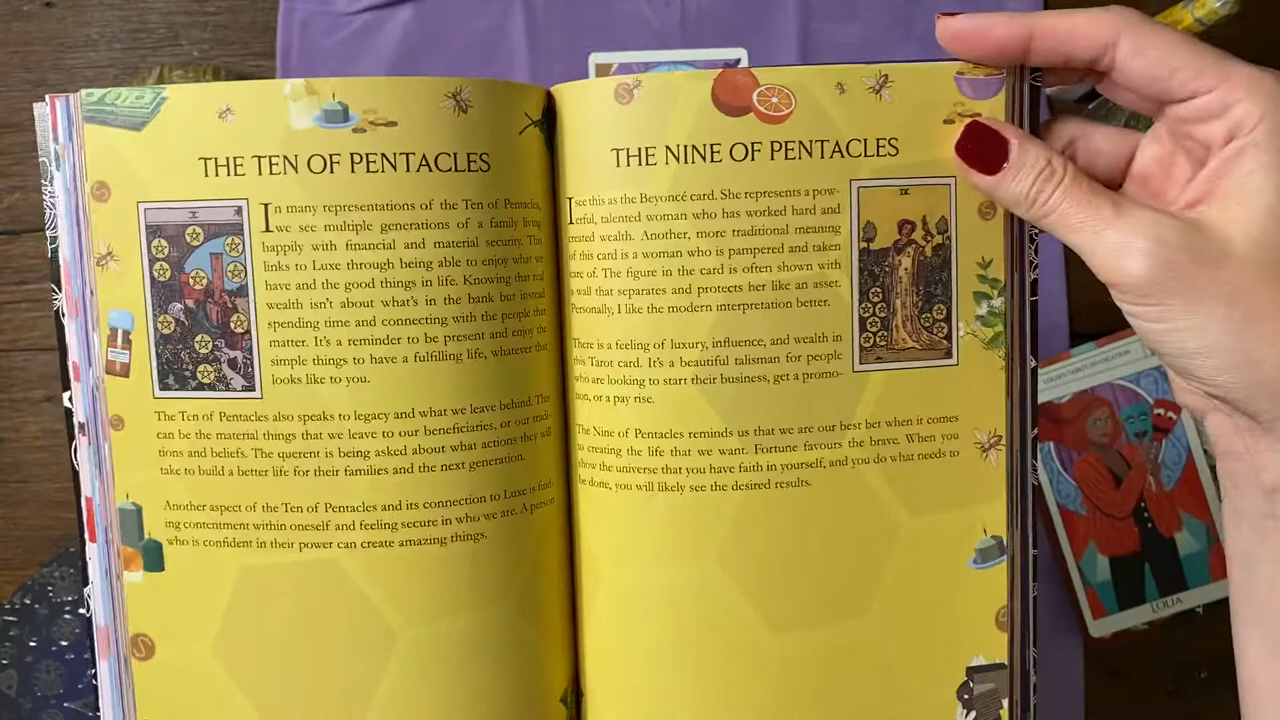 THE TEN OF PENTACLES
X
In many representations of the Ten of Pentacles,
we see multiple generations of a family living
happily with financial and material security. This
links to Luxe through being able to enjoy what we
have and the good things in life. Knowing that real
wealth isn't about what's in the bank but instead
spending time and connecting with the people that
matter. It's a reminder to be present and enjoy the
simple things to have a fulfilling life, whatever that
looks like to you.
The Ten of Pentacles also speaks to legacy and what we leave behind. This
can be the material things that we leave to our beneficiaries, or our tradi-
tions and beliefs. The querent is being asked about what actions they will
take to build a better life for their families and the next generation.
Another aspect of the Ten of Pentacles and its connection to Luxe is find-
ing contentment within oneself and feeling secure in who we are. A person
who is confident in their power can create amazing things.
THE NINE OF PENTACLES
IX
I see this as the Beyoncé card. She represents a pow-
erful, talented woman who has worked hard and
created wealth. Another, more traditional meaning
of this card is a woman who is pampered and taken
care of. The figure in the card is often shown with
a wall that separates and protects her like an asset.
Personally, I like the modern interpretation better.
There is a feeling of luxury, influence, and wealth in
this Tarot card. It's a beautiful talisman for people
who are looking to start their business, get a promo-
tion, or a pay rise.
The Nine of Pentacles reminds us that we are our best bet when it comes
to creating the life that we want. Fortune favours the brave. When you
show the universe that you have faith in yourself, and you do what needs to
be done, you will likely see the desired results.
LOLIA